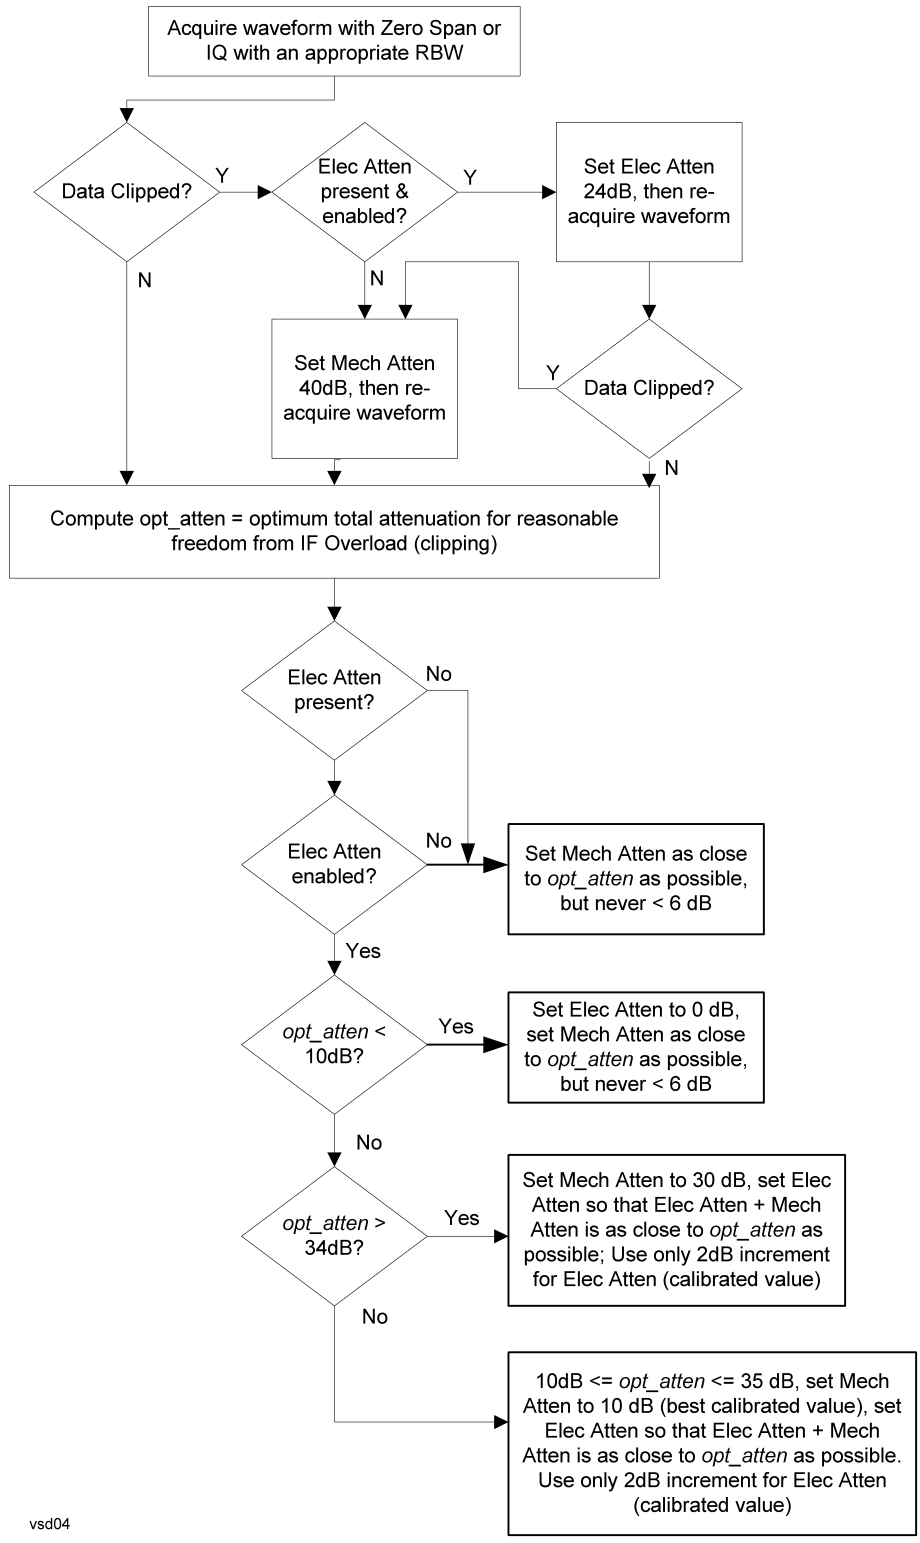 Acquire waveform with Zero Span or
IQ with an appropriate RBW
Data Clipped?
Y
Elec Atten
present &
enabled?
Y
Set Elec Atten
24dB, then re-
acquire waveform
N
N
Set Mech Atten
40dB, then re-
acquire waveform
Y
Data Clipped?
N
Compute opt_atten = optimum total attenuation for reasonable
freedom from IF Overload (clipping)
Elec Atten
present?
No
Elec Atten
enabled?
No
Set Mech Atten as close
to opt_atten as possible,
but never < 6 dB
Yes
opt_atten <
10dB?
Yes
Set Elec Atten to 0 dB,
set Mech Atten as close
to opt_atten as possible,
but never < 6 dB
No
opt_atten >
34dB?
Yes
Set Mech Atten to 30 dB, set Elec
Atten so that Elec Atten + Mech
Atten is as close to opt_atten as
possible; Use only 2dB increment
for Elec Atten (calibrated value)
No
10dB <= opt_atten <= 35 dB, set Mech
Atten to 10 dB (best calibrated value), set
Elec Atten so that Elec Atten + Mech
Atten is as close to opt_atten as possible.
Use only 2dB increment for Elec Atten
(calibrated value)
vsd04